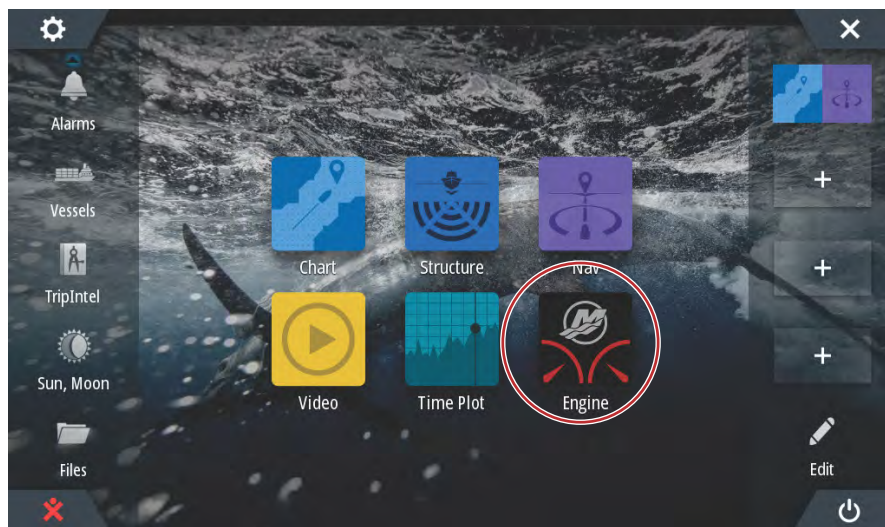 Alarms
Vessels
TripIntel
Sun, Moon
Files
Chart
Structure
Nav
Video
Time Plot
Engine
Edit